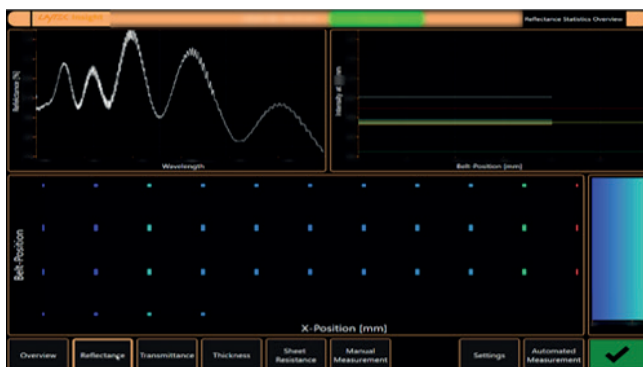 Reflectance Statistics Overview
Reflectance [%]
Wavelength
Belt-Position [mm]
Belt-Position
X-Position [mm]
Overview
Reflectance
Transmittance
Thickness
Sheet
Resistance
Manual
Measurement
Settings
Automated
Measurement